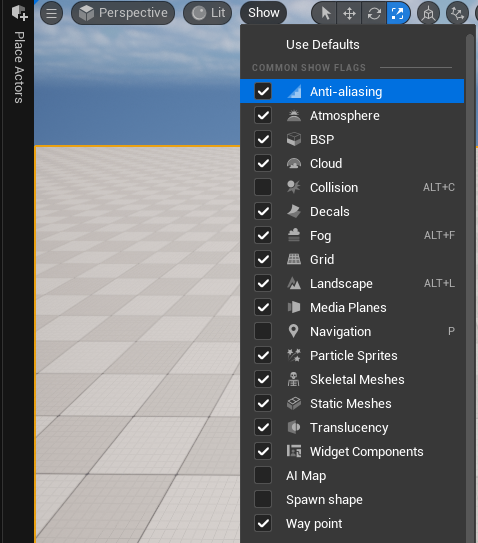 Perspective
Lit
Show
Place Actors
Use Defaults
COMMON SHOW FLAGS
Anti-aliasing
Atmosphere
BSP
Cloud
Collision ALT+C
Decals
Fog ALT+F
Grid
Landscape ALT+L
Media Planes
Navigation P
Particle Sprites
Skeletal Meshes
Static Meshes
Translucency
Widget Components
AI Map
Spawn shape
Way point